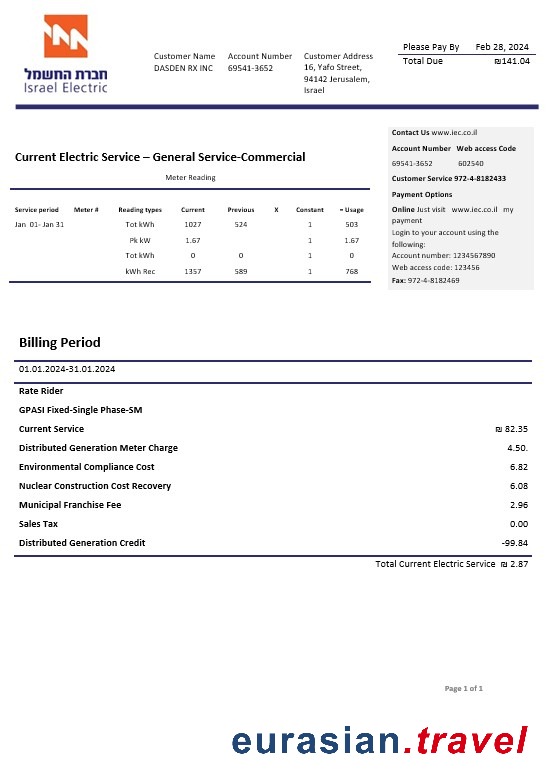 חברת החשמל
Israel Electric
Customer Name
DASDEN RX INC
Account Number
69541-3652
Customer Address
16, Yafo Street,
94142 Jerusalem,
Israel
Please Pay By Feb 28, 2024
Total Due ₪141.04
Contact Us www.iec.co.il
Account Number Web access Code
69541-3652 602540
Customer Service 972-4-8182433
Payment Options
Online Just visit www.iec.co.il my
payment
Login to your account using the
following:
Account number: 1234567890
Web access code: 123456
Fax: 972-4-8182469
Current Electric Service – General Service-Commercial
Meter Reading
Service period Meter # Reading types Current Previous X Constant = Usage
Jan 01- Jan 31 Tot kWh 1027 524 1 503
Pk kW 1.67 1 1.67
Tot kWh 0 0 1 0
kWh Rec 1357 589 1 768
Billing Period
01.01.2024-31.01.2024
Rate Rider
GPASI Fixed-Single Phase-SM
Current Service ₪ 82.35
Distributed Generation Meter Charge 4.50.
Environmental Compliance Cost 6.82
Nuclear Construction Cost Recovery 6.08
Municipal Franchise Fee 2.96
Sales Tax 0.00
Distributed Generation Credit -99.84
Total Current Electric Service ₪ 2.87
Page 1 of 1
eurasian.travel